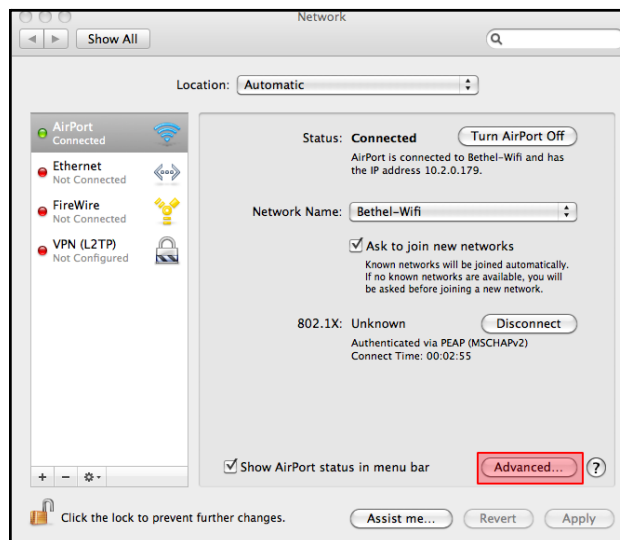 Network
Show All
Location: Automatic
AirPort
Connected
Ethernet
Not Connected
FireWire
Not Connected
VPN (L2TP)
Not Configured
Status: Connected Turn AirPort Off
AirPort is connected to Bethel-Wifi and has
the IP address 10.2.0.179.
Network Name: Bethel-Wifi
Ask to join new networks
Known networks will be joined automatically.
If no known networks are available, you will
be asked before joining a new network.
802.1X: Unknown Disconnect
Authenticated via PEAP (MSCHAPv2)
Connect Time: 00:02:55
Show AirPort status in menu bar Advanced... ?
Click the lock to prevent further changes. Assist me... Revert Apply